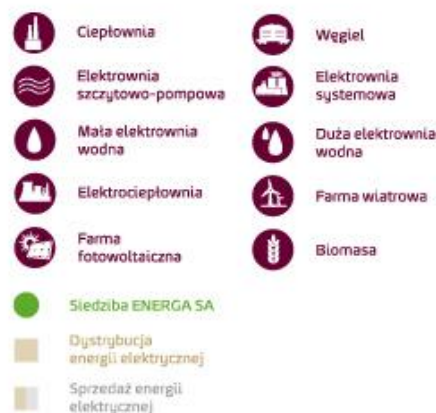 Ciepłownia
Węgiel
Elektrownia
szczytowo-pompowa
Elektrownia
systemowa
Mała elektrownia
wodna
Duża elektrownia
wodna
Elektrociepłownia
Farma wiatrowa
Farma
fotowoltaiczna
Biomasa
Siedziba ENERGA SA
Dystrybucja
energii elektrycznej
Sprzedaż energii
elektrycznej